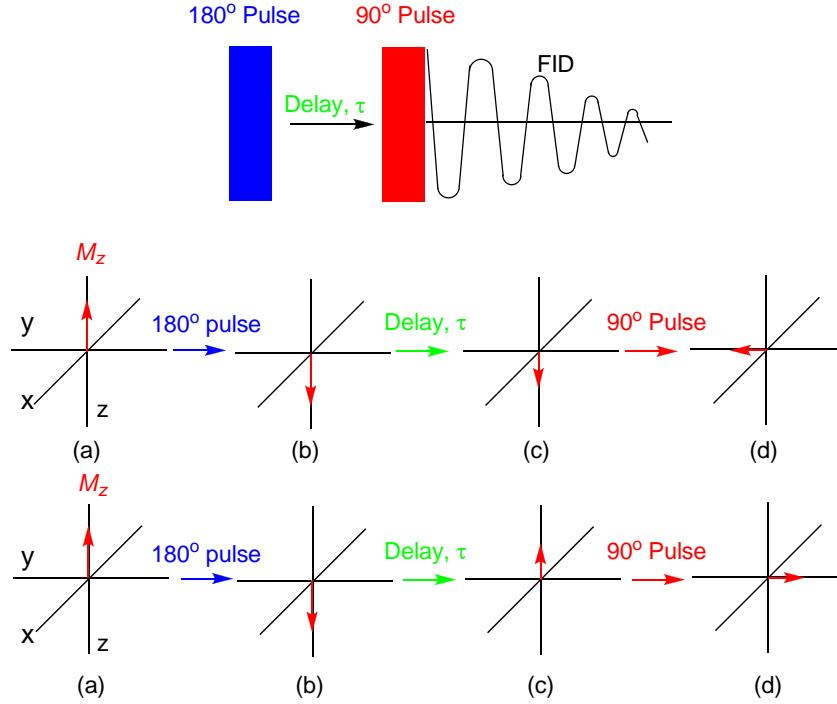 180° Pulse 90° Pulse
FID
Delay, τ
Mz
y
180° pulse Delay, τ 90° Pulse
x z
(a) (b) (c) (d)
Mz
y
180° pulse Delay, τ 90° Pulse
x z
(a) (b) (c) (d)